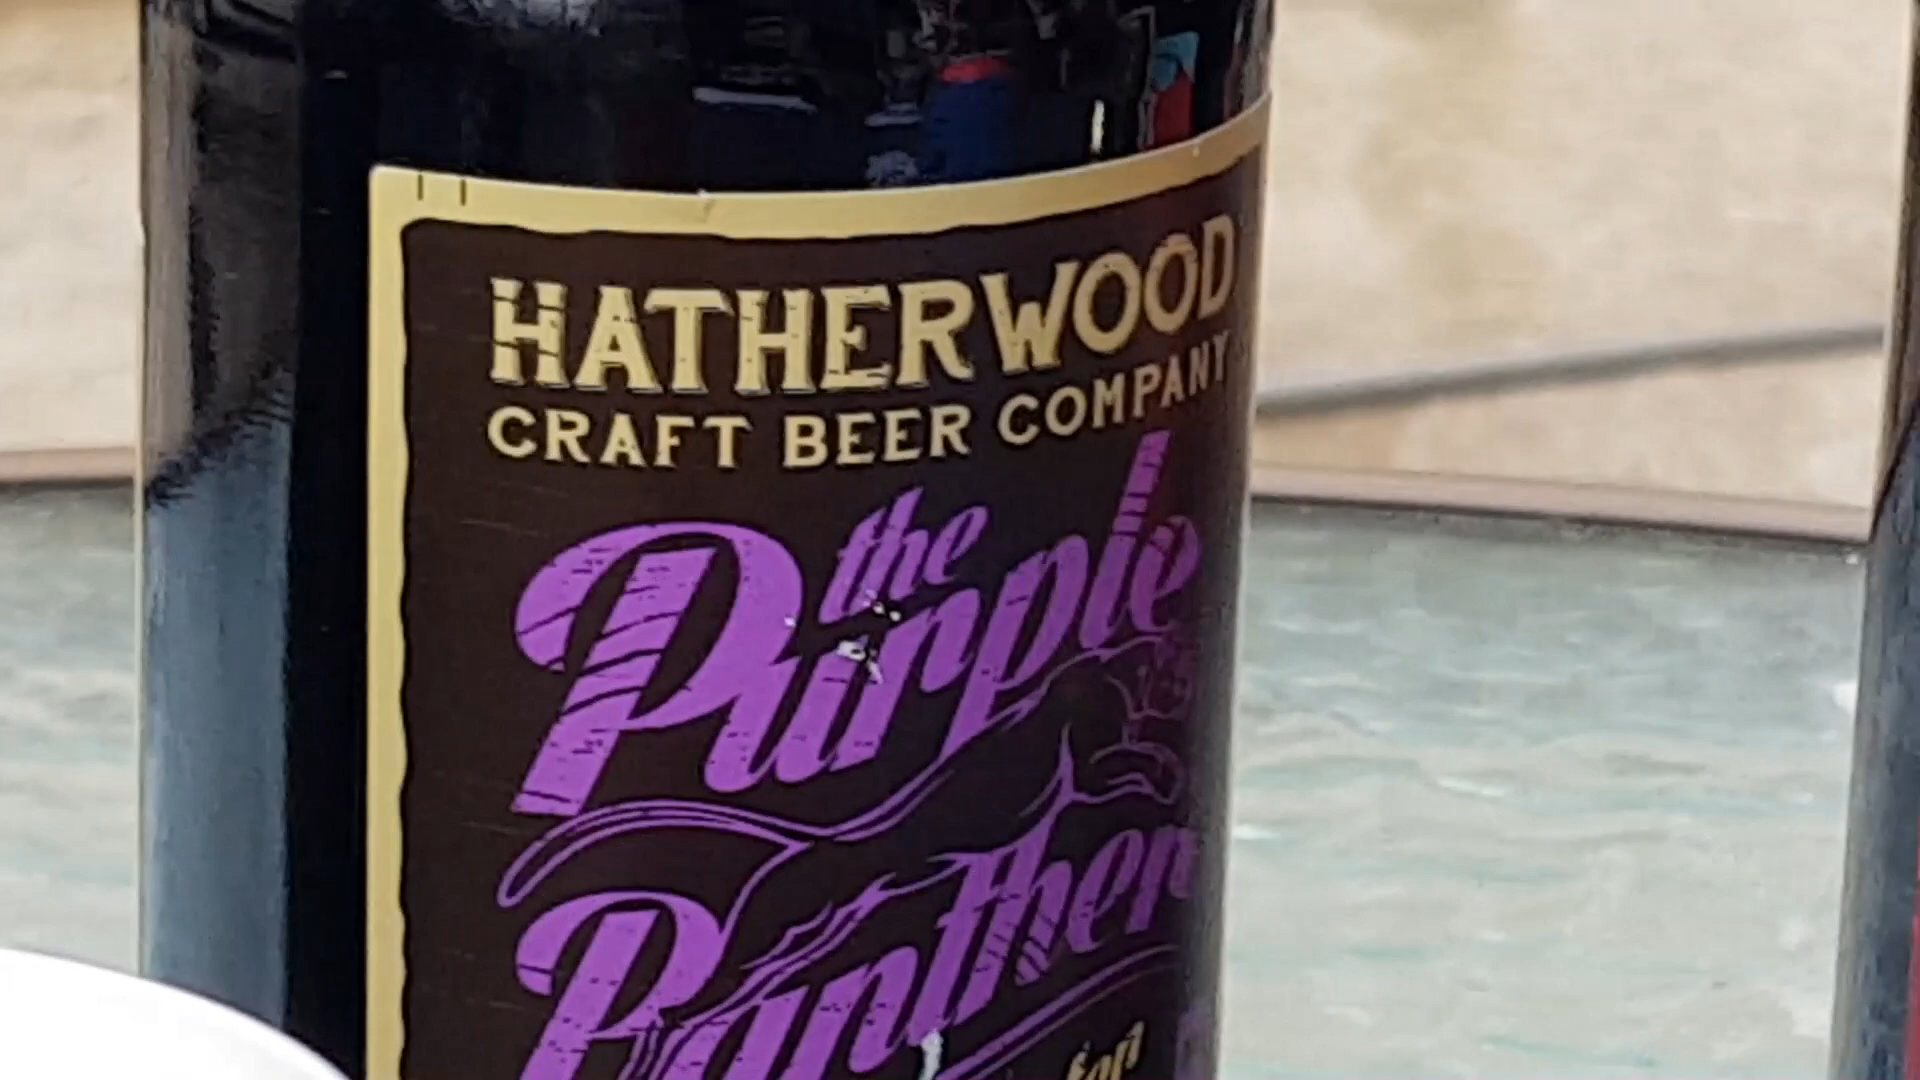 HATHERWOOD
CRAFT BEER COMPANY
the
Purple
Panther